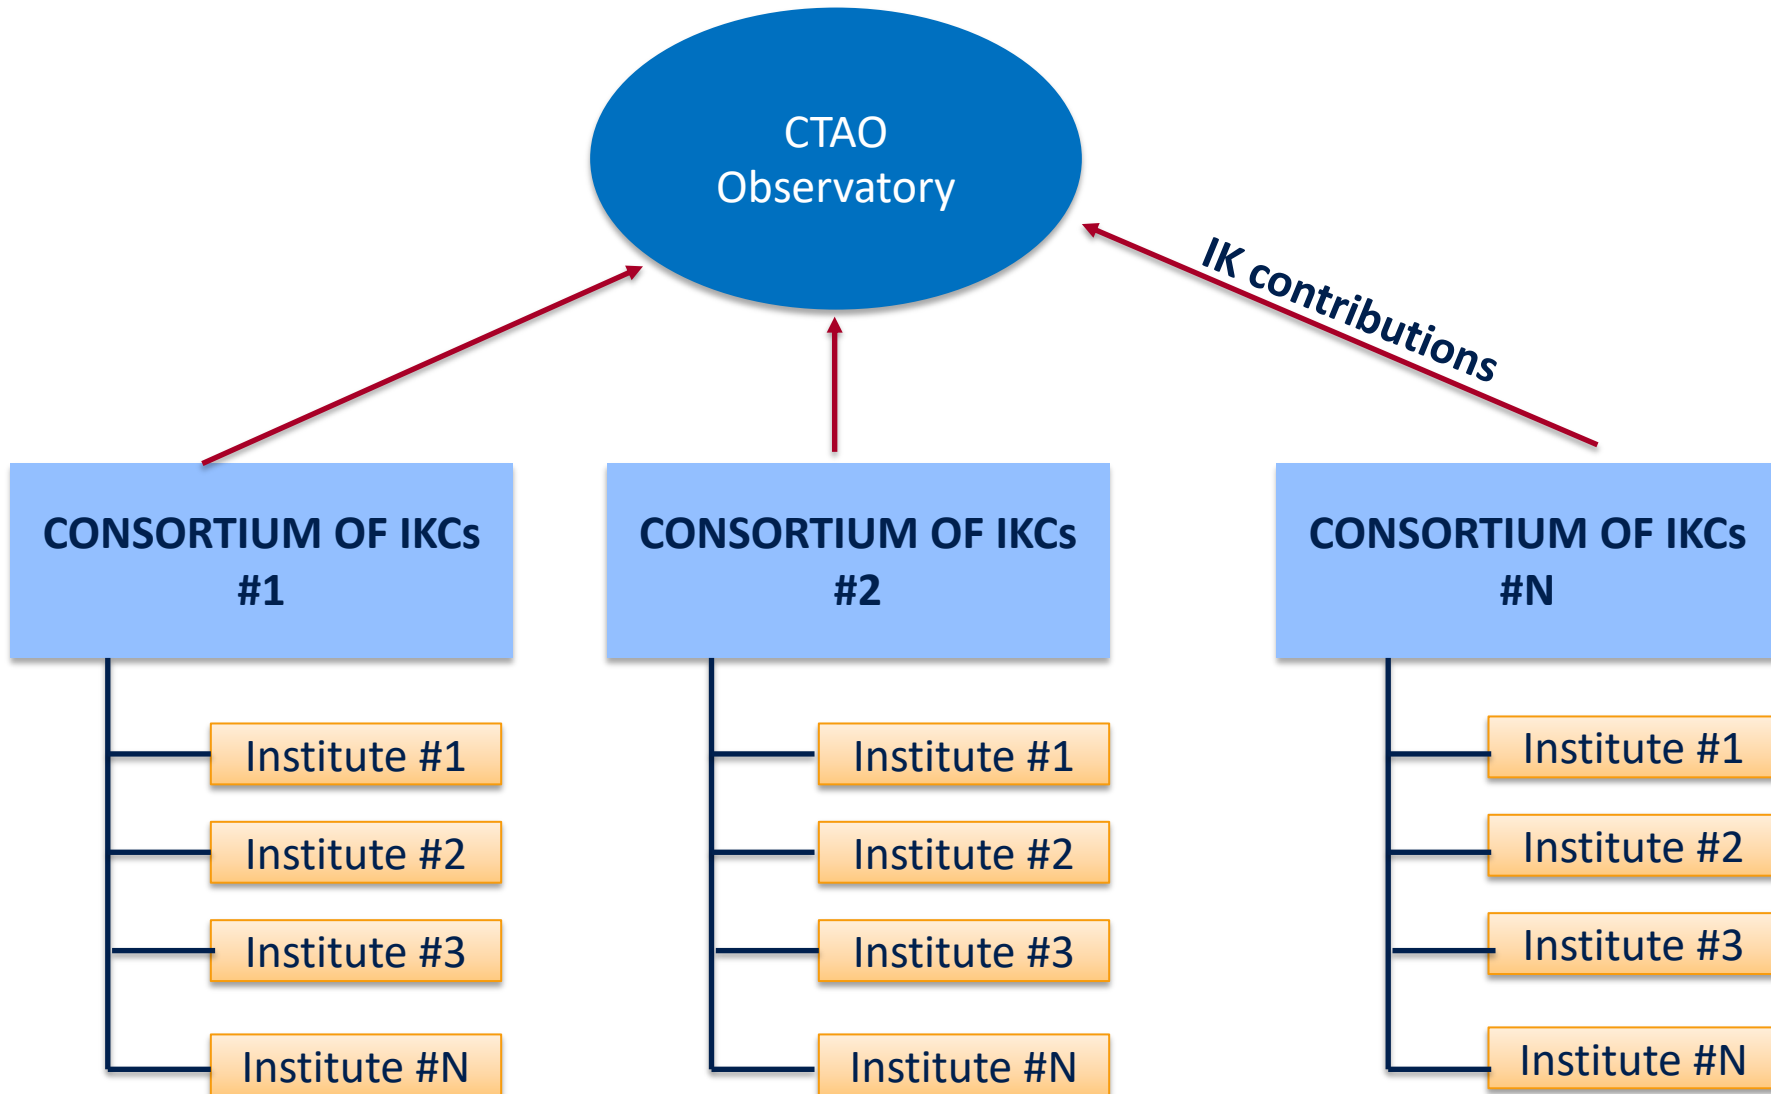 CTAO
Observatory
IK contributions
CONSORTIUM OF IKCs
#1
CONSORTIUM OF IKCs
#2
CONSORTIUM OF IKCs
#N
Institute #1
Institute #2
Institute #3
Institute #N
Institute #1
Institute #2
Institute #3
Institute #N
Institute #1
Institute #2
Institute #3
Institute #N